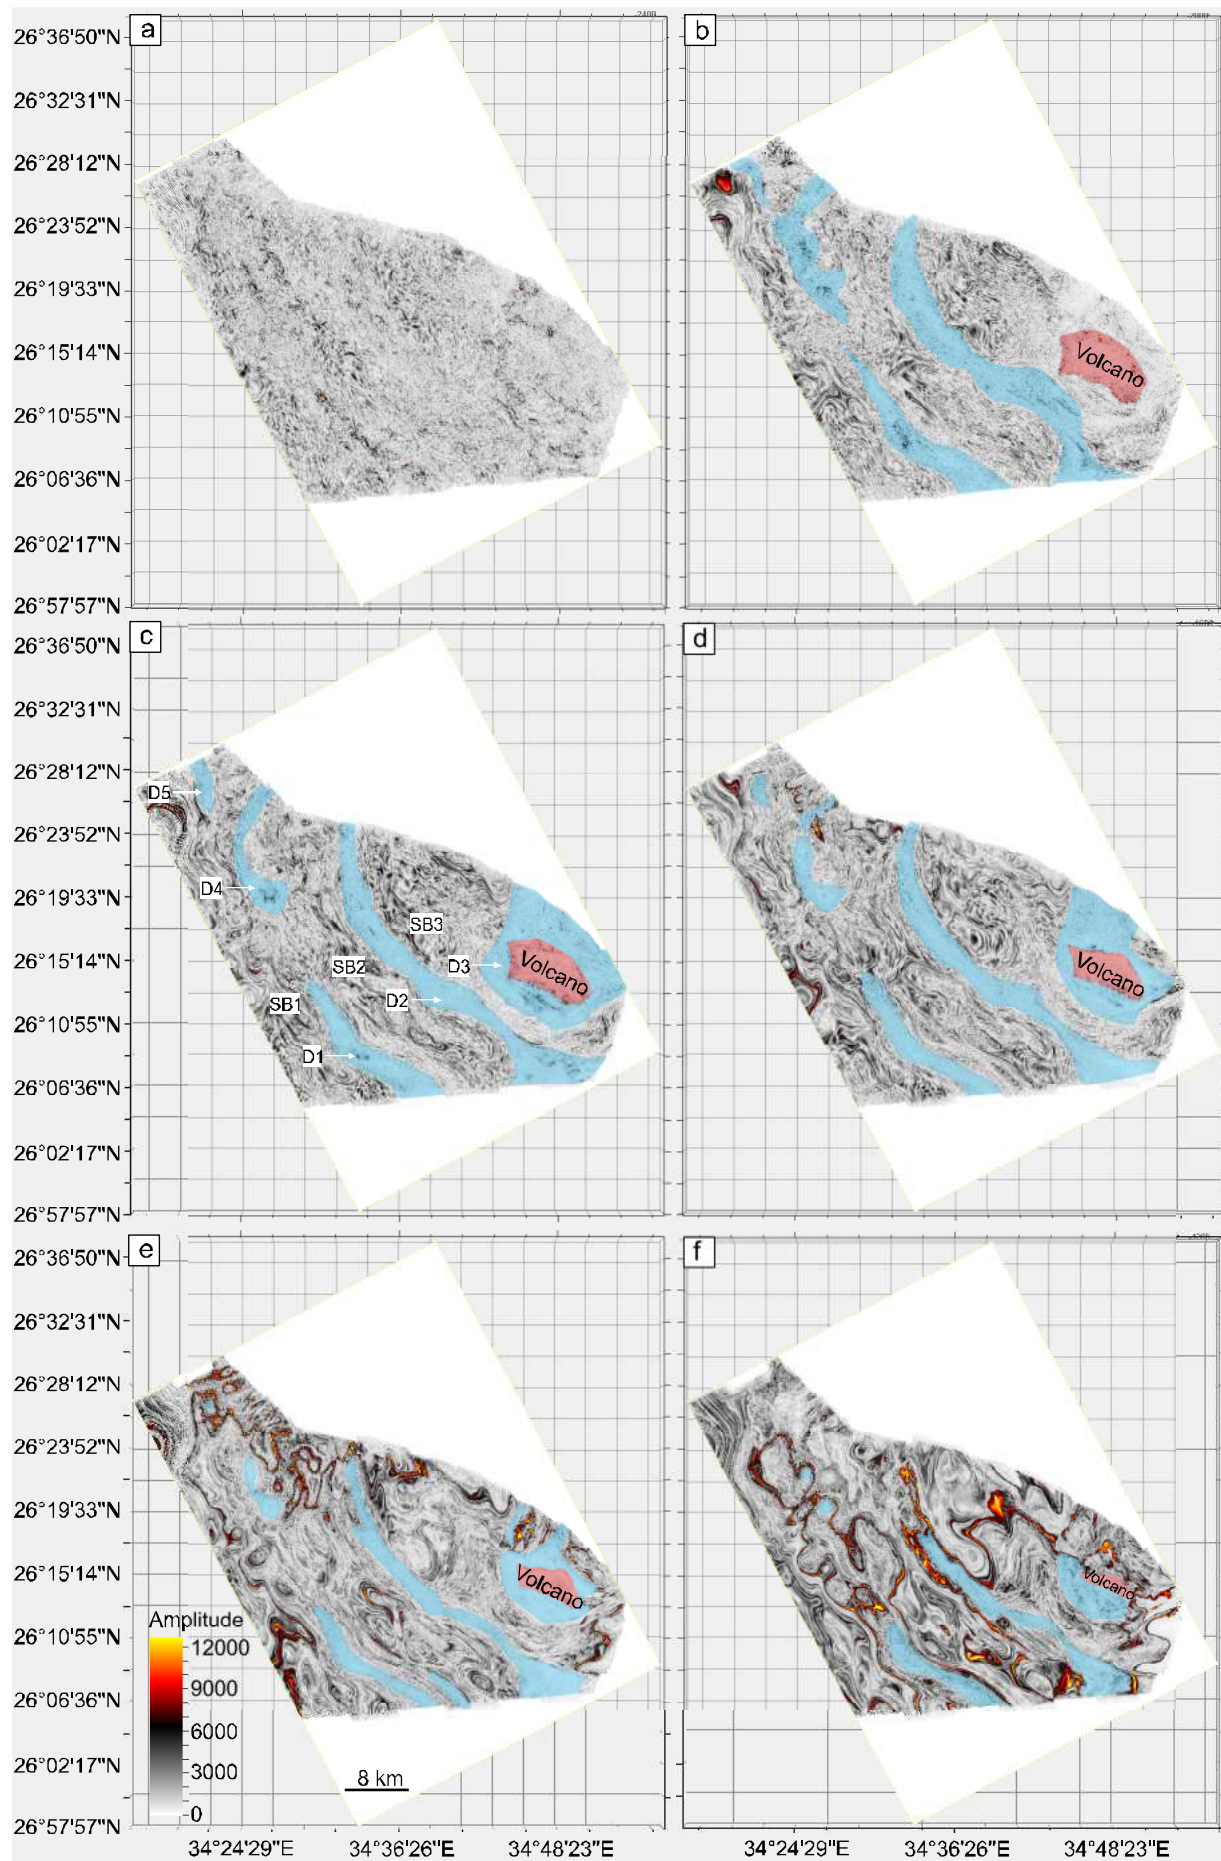 a
b
26°36'50"N
26°32'31"N
26°28'12"N
26°23'52"N
26°19'33"N
26°15'14"N
26°10'55"N
26°06'36"N
26°02'17"N
26°57'57"N
Volcano
c
d
26°36'50"N
26°32'31"N
26°28'12"N
26°23'52"N
26°19'33"N
26°15'14"N
26°10'55"N
26°06'36"N
26°02'17"N
26°57'57"N
D5
D4
SB3
SB2
D3
Volcano
SB1
D2
D1
Volcano
e
f
26°36'50"N
26°32'31"N
26°28'12"N
26°23'52"N
26°19'33"N
26°15'14"N
26°10'55"N
26°06'36"N
26°02'17"N
26°57'57"N
Volcano
Volcano
Amplitude
12000
9000
6000
3000
0
8 km
34°24'29"E 34°36'26"E 34°48'23"E 34°24'29"E 34°36'26"E 34°48'23"E